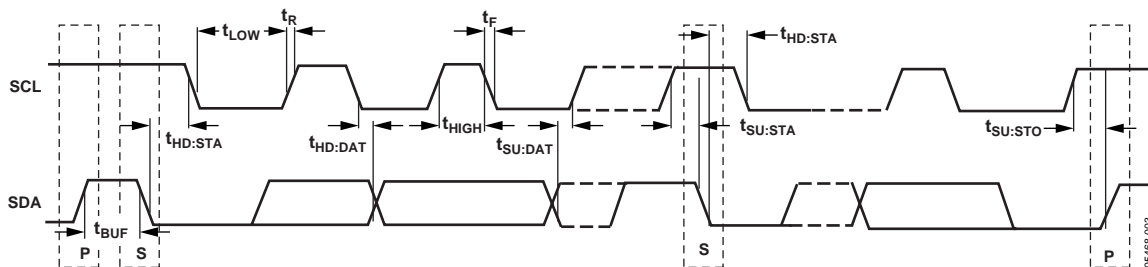 tR
tF
tLOW
tHD:STA
SCL
tHD:STA
tHD:DAT
tHIGH
tSU:DAT
tSU:STA
tSU:STO
SDA
tBUF
P
S
S
P